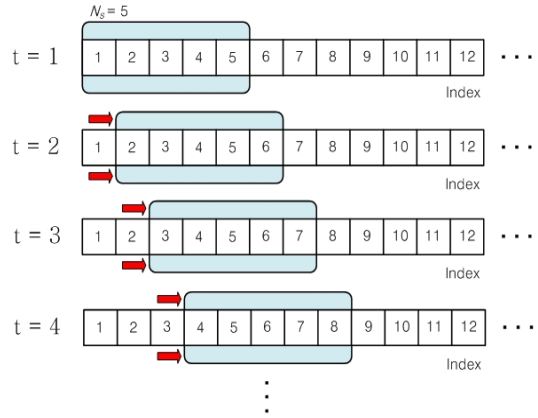 Nₛ = 5
t = 1 1 2 3 4 5 6 7 8 9 10 11 12 ···
Index
t = 2 1 2 3 4 5 6 7 8 9 10 11 12 ···
Index
t = 3 1 2 3 4 5 6 7 8 9 10 11 12 ···
Index
t = 4 1 2 3 4 5 6 7 8 9 10 11 12 ···
Index